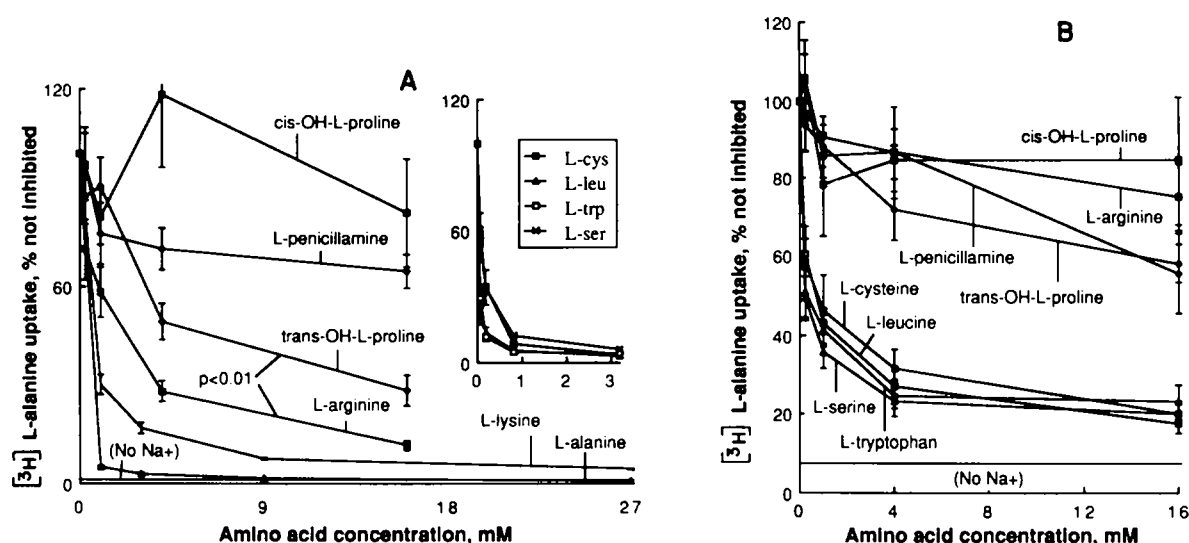 A
[³H] L-alanine uptake, % not inhibited
120
60
0
cis-OH-L-proline
L-penicillamine
trans-OH-L-proline
p<0.01
L-arginine
(No Na+)
L-lysine
L-alanine
0 9 18 27
Amino acid concentration, mM
120
60
0
L-cys
L-leu
L-trp
L-ser
0 1 2 3
B
[³H] L-alanine uptake, % not inhibited
120
100
80
60
40
20
0
cis-OH-L-proline
L-arginine
L-penicillamine
trans-OH-L-proline
L-cysteine
L-leucine
L-serine
L-tryptophan
(No Na+)
0 4 8 12 16
Amino acid concentration, mM